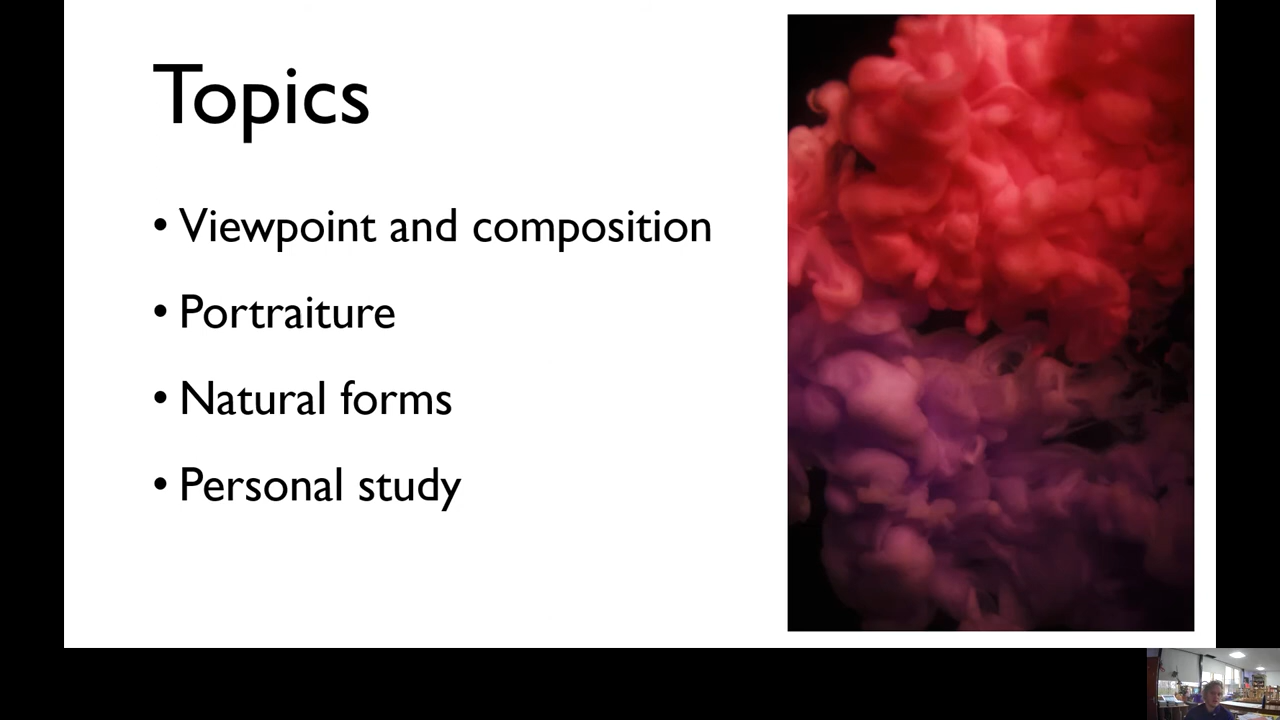 Topics
• Viewpoint and composition
• Portraiture
• Natural forms
• Personal study